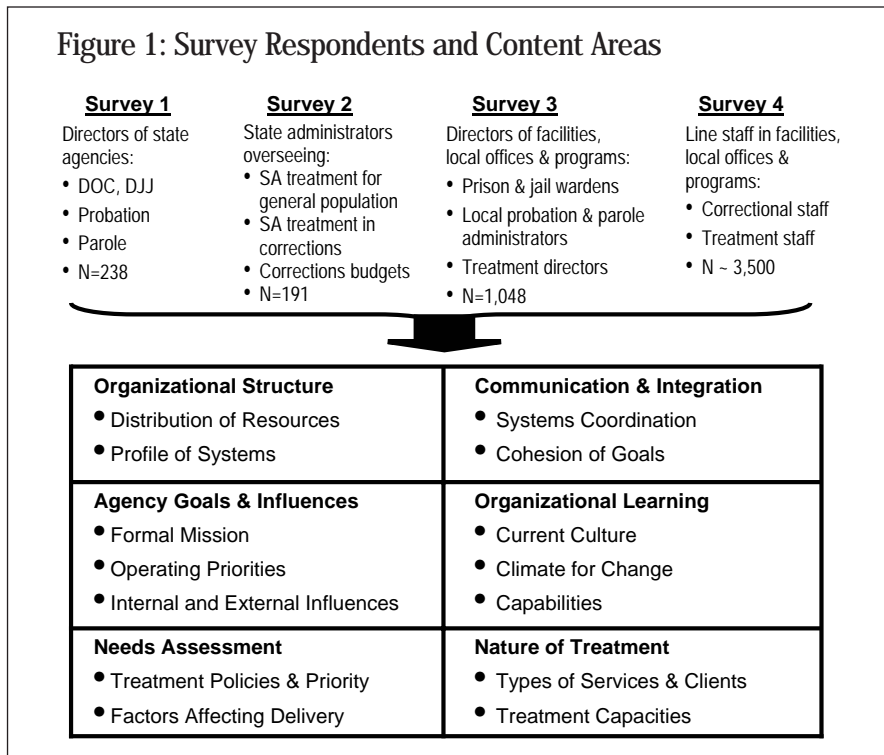 Figure 1: Survey Respondents and Content Areas
Survey 1
Directors of state
agencies:
• DOC, DJJ
• Probation
• Parole
• N=238
Survey 2
State administrators
overseeing:
• SA treatment for
general population
• SA treatment in
corrections
• Corrections budgets
• N=191
Survey 3
Directors of facilities,
local offices & programs:
• Prison & jail wardens
• Local probation & parole
administrators
• Treatment directors
• N=1,048
Survey 4
Line staff in facilities,
local offices &
programs:
• Correctional staff
• Treatment staff
• N ~ 3,500
Organizational Structure
• Distribution of Resources
• Profile of Systems
Communication & Integration
• Systems Coordination
• Cohesion of Goals
Agency Goals & Influences
• Formal Mission
• Operating Priorities
• Internal and External Influences
Organizational Learning
• Current Culture
• Climate for Change
• Capabilities
Needs Assessment
• Treatment Policies & Priority
• Factors Affecting Delivery
Nature of Treatment
• Types of Services & Clients
• Treatment Capacities